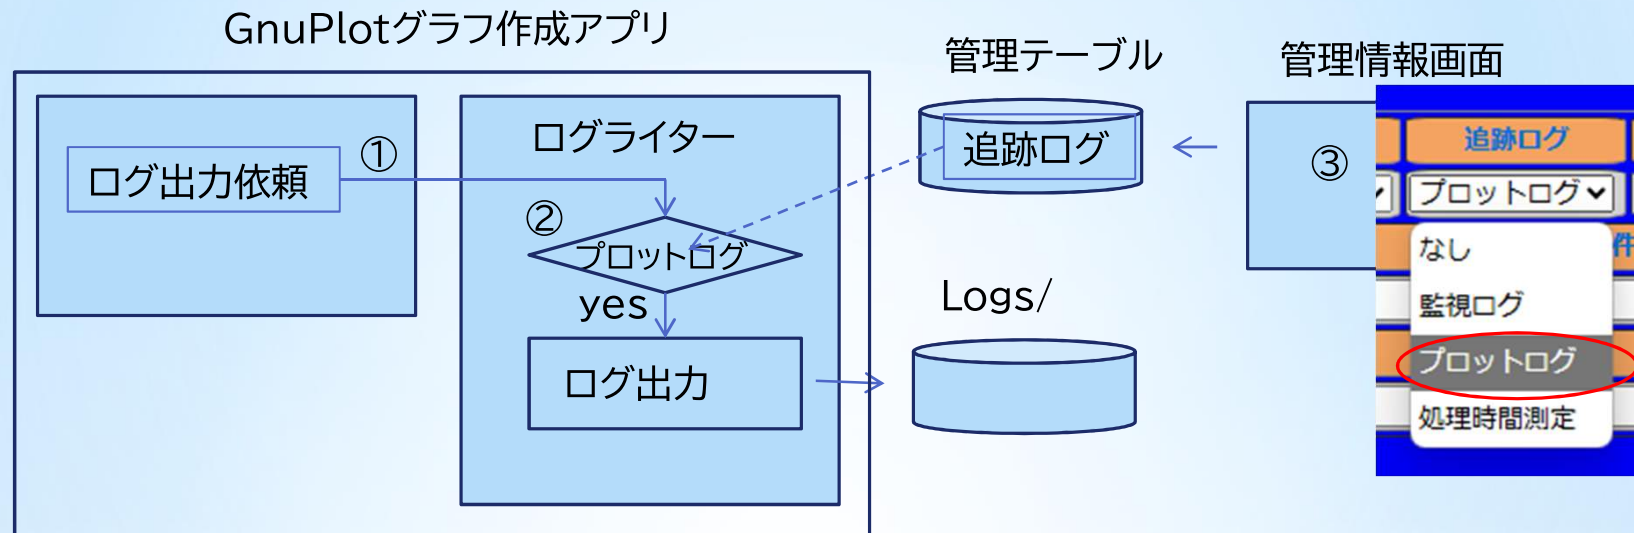 GnuPlotグラフ作成アプリ
管理テーブル
管理情報画面
ログ出力依頼
①
ログライター
②
プロットログ
yes
ログ出力
追跡ログ
Logs/
③
追跡ログ
プロットログ
件
なし
監視ログ
プロットログ
処理時間測定